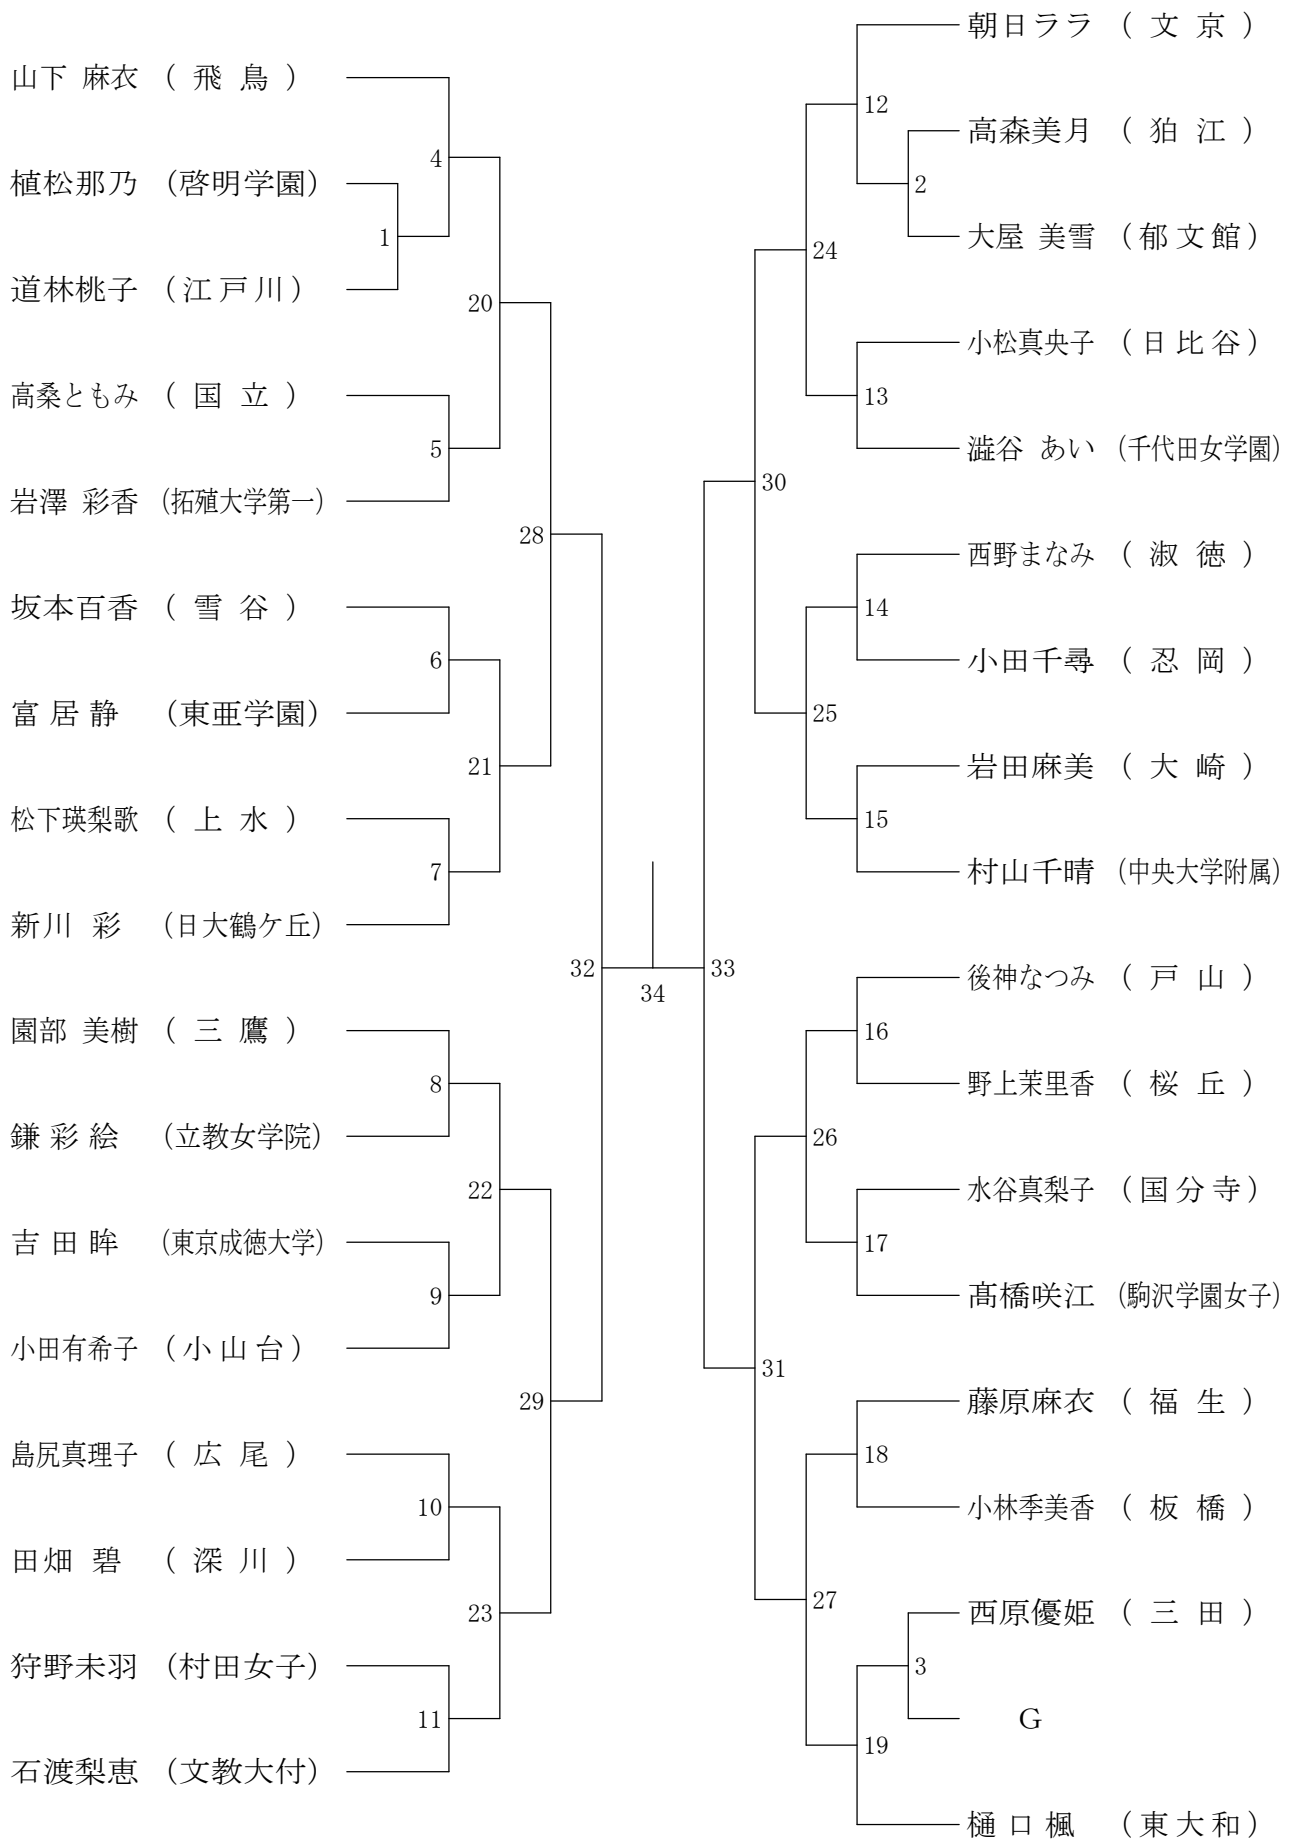 山下 麻衣 （ 飛 鳥 ）
4
植松那乃 （啓明学園）
1
道林桃子 （江戸川）
20
高桑ともみ （ 国 立 ）
5
岩澤 彩香 （拓殖大学第一）
28
坂本百香 （ 雪 谷 ）
6
富 居 静 （東亜学園）
21
松下瑛梨歌 （ 上 水 ）
7
新川 彩 （日大鶴ケ丘）
32
園部 美樹 （ 三 鷹 ）
8
鎌 彩 絵 （立教女学院）
22
吉 田 眸 （東京成徳大学）
9
小田有希子 （小山台）
29
島尻真理子 （ 広 尾 ）
10
田畑 碧 （ 深 川 ）
23
狩野未羽 （村田女子）
11
石渡梨恵 （文教大付）
34
朝日ララ （ 文 京 ）
12
高森美月 （ 狛 江 ）
2
大屋 美雪 （郁文館）
24
小松真央子 （日比谷）
13
澁谷 あい （千代田女学園）
30
西野まなみ （ 淑 徳 ）
14
小田千尋 （ 忍 岡 ）
25
岩田麻美 （ 大 崎 ）
15
村山千晴 （中央大学附属）
33
後神なつみ （ 戸 山 ）
16
野上茉里香 （ 桜 丘 ）
26
水谷真梨子 （国分寺）
17
髙橋咲江 （駒沢学園女子）
31
藤原麻衣 （ 福 生 ）
18
小林季美香 （ 板 橋 ）
27
西原優姫 （ 三 田 ）
3
G
19
樋 口 楓 （東大和）